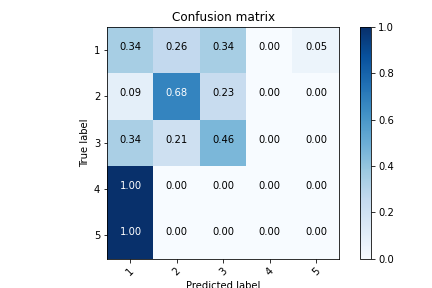 Confusion matrix
1.0
1 0.34 0.26 0.34 0.00 0.05
0.8
2 0.09 0.68 0.23 0.00 0.00
0.6
True label
3 0.34 0.21 0.46 0.00 0.00
0.4
4 1.00 0.00 0.00 0.00 0.00
0.2
5 1.00 0.00 0.00 0.00 0.00
0.0
1 2 3 4 5
Predicted label